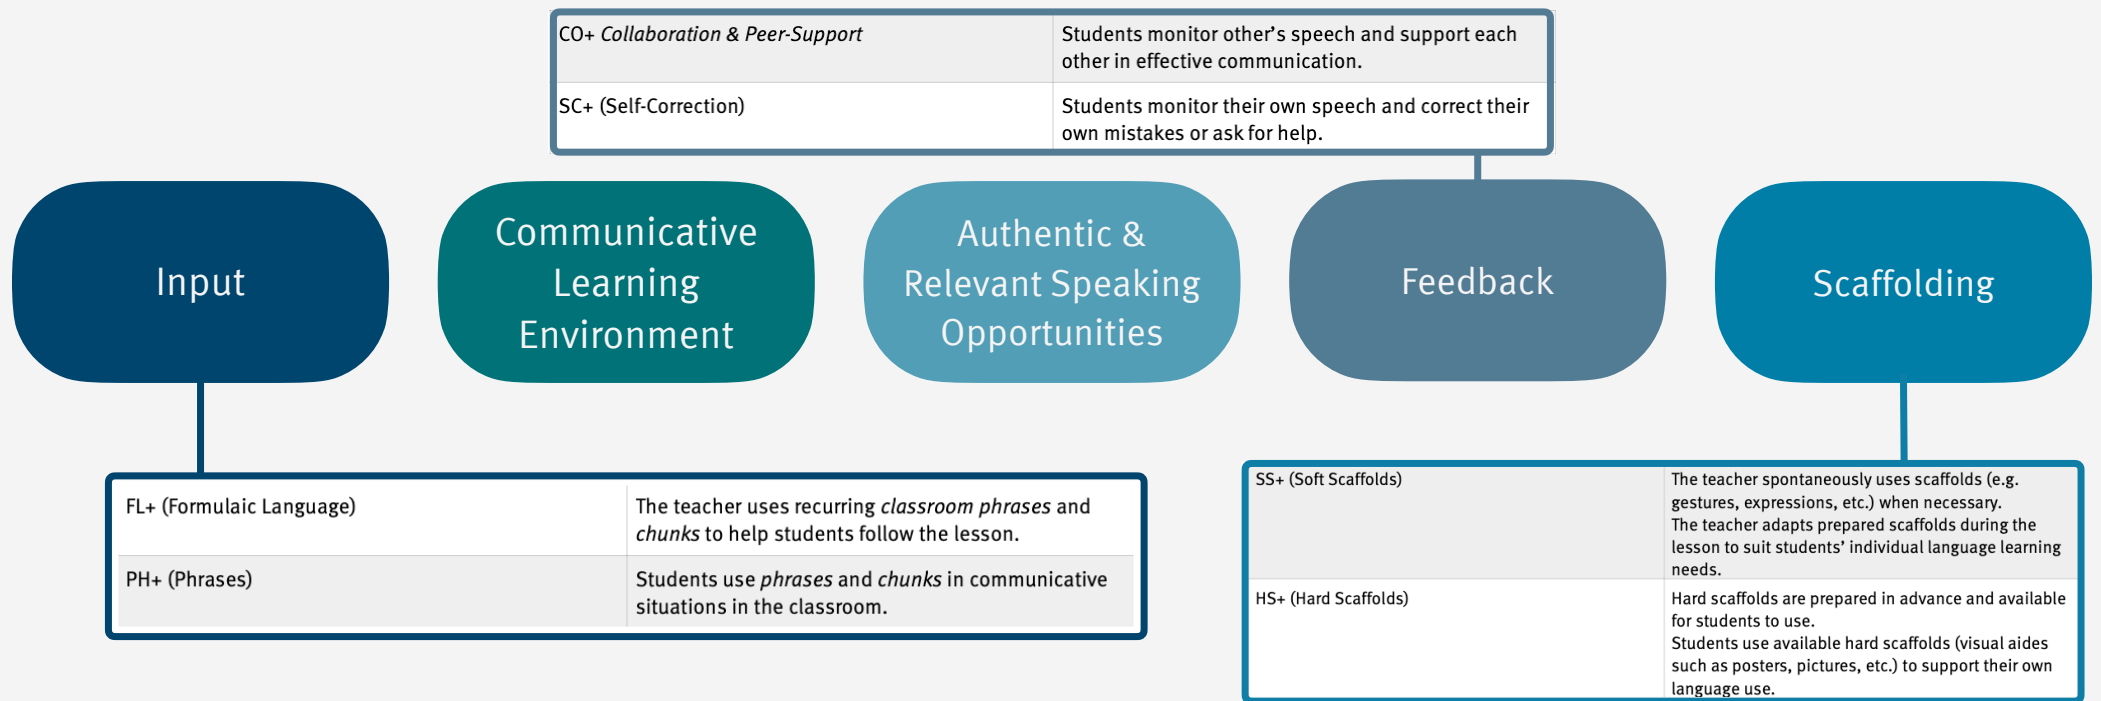 CO+ Collaboration & Peer-Support
Students monitor other’s speech and support each
other in effective communication.
SC+ (Self-Correction)
Students monitor their own speech and correct their
own mistakes or ask for help.
Input
Communicative
Learning
Environment
Authentic &
Relevant Speaking
Opportunities
Feedback
Scaffolding
FL+ (Formulaic Language)
The teacher uses recurring classroom phrases and
chunks to help students follow the lesson.
PH+ (Phrases)
Students use phrases and chunks in communicative
situations in the classroom.
SS+ (Soft Scaffolds)
The teacher spontaneously uses scaffolds (e.g.
gestures, expressions, etc.) when necessary.
The teacher adapts prepared scaffolds during the
lesson to suit students’ individual language learning
needs.
HS+ (Hard Scaffolds)
Hard scaffolds are prepared in advance and available
for students to use.
Students use available hard scaffolds (visual aides
such as posters, pictures, etc.) to support their own
language use.